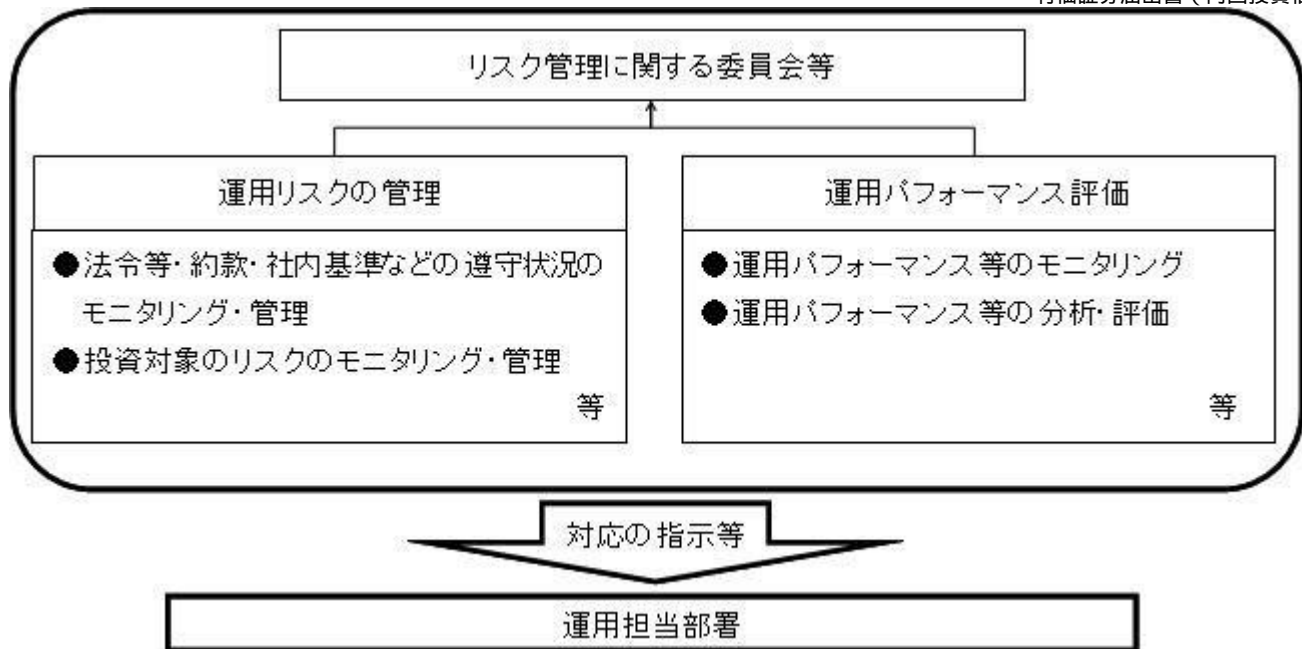 リスク管理に関する委員会等
運用リスクの管理
●法令等・約款・社内基準などの遵守状況の
モニタリング・管理
●投資対象のリスクのモニタリング・管理
等
運用パフォーマンス評価
●運用パフォーマンス等のモニタリング
●運用パフォーマンス等の分析・評価
等
対応の指示等
運用担当部署